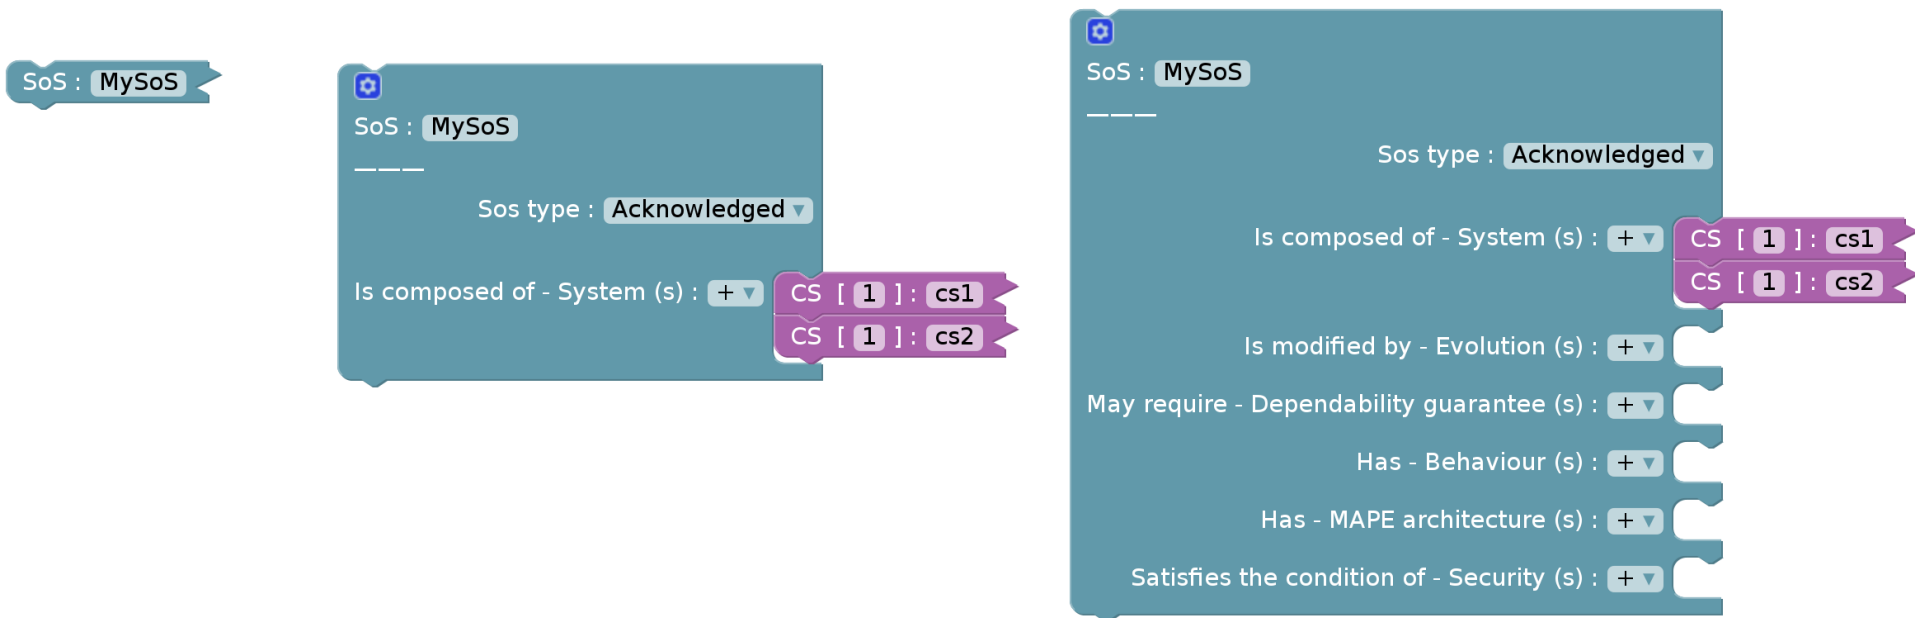 SoS : MySoS
SoS : MySoS
———
Sos type : Acknowledged ▼
Is composed of - System (s) : + ▼
CS [ 1 ] : cs1
CS [ 1 ] : cs2
SoS : MySoS
———
Sos type : Acknowledged ▼
Is composed of - System (s) : + ▼
CS [ 1 ] : cs1
CS [ 1 ] : cs2
Is modified by - Evolution (s) : + ▼
May require - Dependability guarantee (s) : + ▼
Has - Behaviour (s) : + ▼
Has - MAPE architecture (s) : + ▼
Satisfies the condition of - Security (s) : + ▼